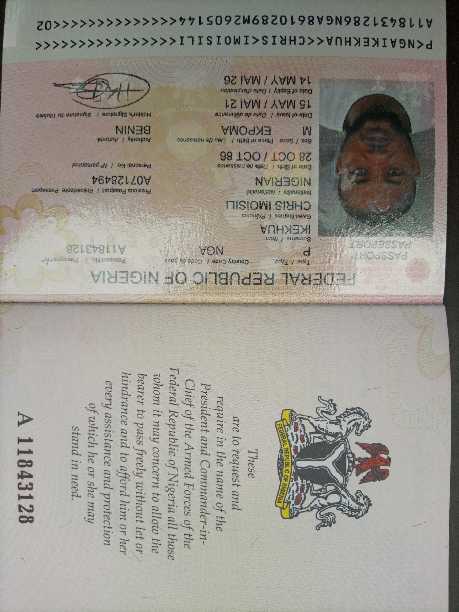 These
are to request and
require in the name of the
President and Commander-in-
Chief of the Armed Forces of the
Federal Republic of Nigeria all those
whom it may concern to allow the
bearer to pass freely without let or
hindrance and to afford him or her
every assistance and protection
of which he or she may
stand in need.
A 11843128
FEDERAL REPUBLIC OF NIGERIA
PASSPORT
PASSEPORT
Type / Type
Country Code / Code du pays
Passport No. / No Passeport
P
NGA
A11843128
Surname / Nom
IKEKHUA
Given Names / Prénoms
CHRIS IMOISILI
Nationality / Nationalité
Previous Passport / Précédente Passeport
NIGERIAN
A07128494
Date of Birth / Date de naissance
Personal No. / No personnel
28 OCT / OCT 86
Sex / Sexe
Place of Birth / Lieu de naissance
Authority / Autorité
M
EKPOMA
BENIN
Date of Issue / Date de délivrance
Holder's Signature / Signature du titulaire
15 MAY / MAI 21
Date of Expiry / Date d'expiration
14 MAY / MAI 26
P<NGAIKEKHUA<<CHRIS<IMOISILI<<<<<<<<<<<<<<<<
A118431286NGA8610289M2605144<<<<<<<<<<<<<<02